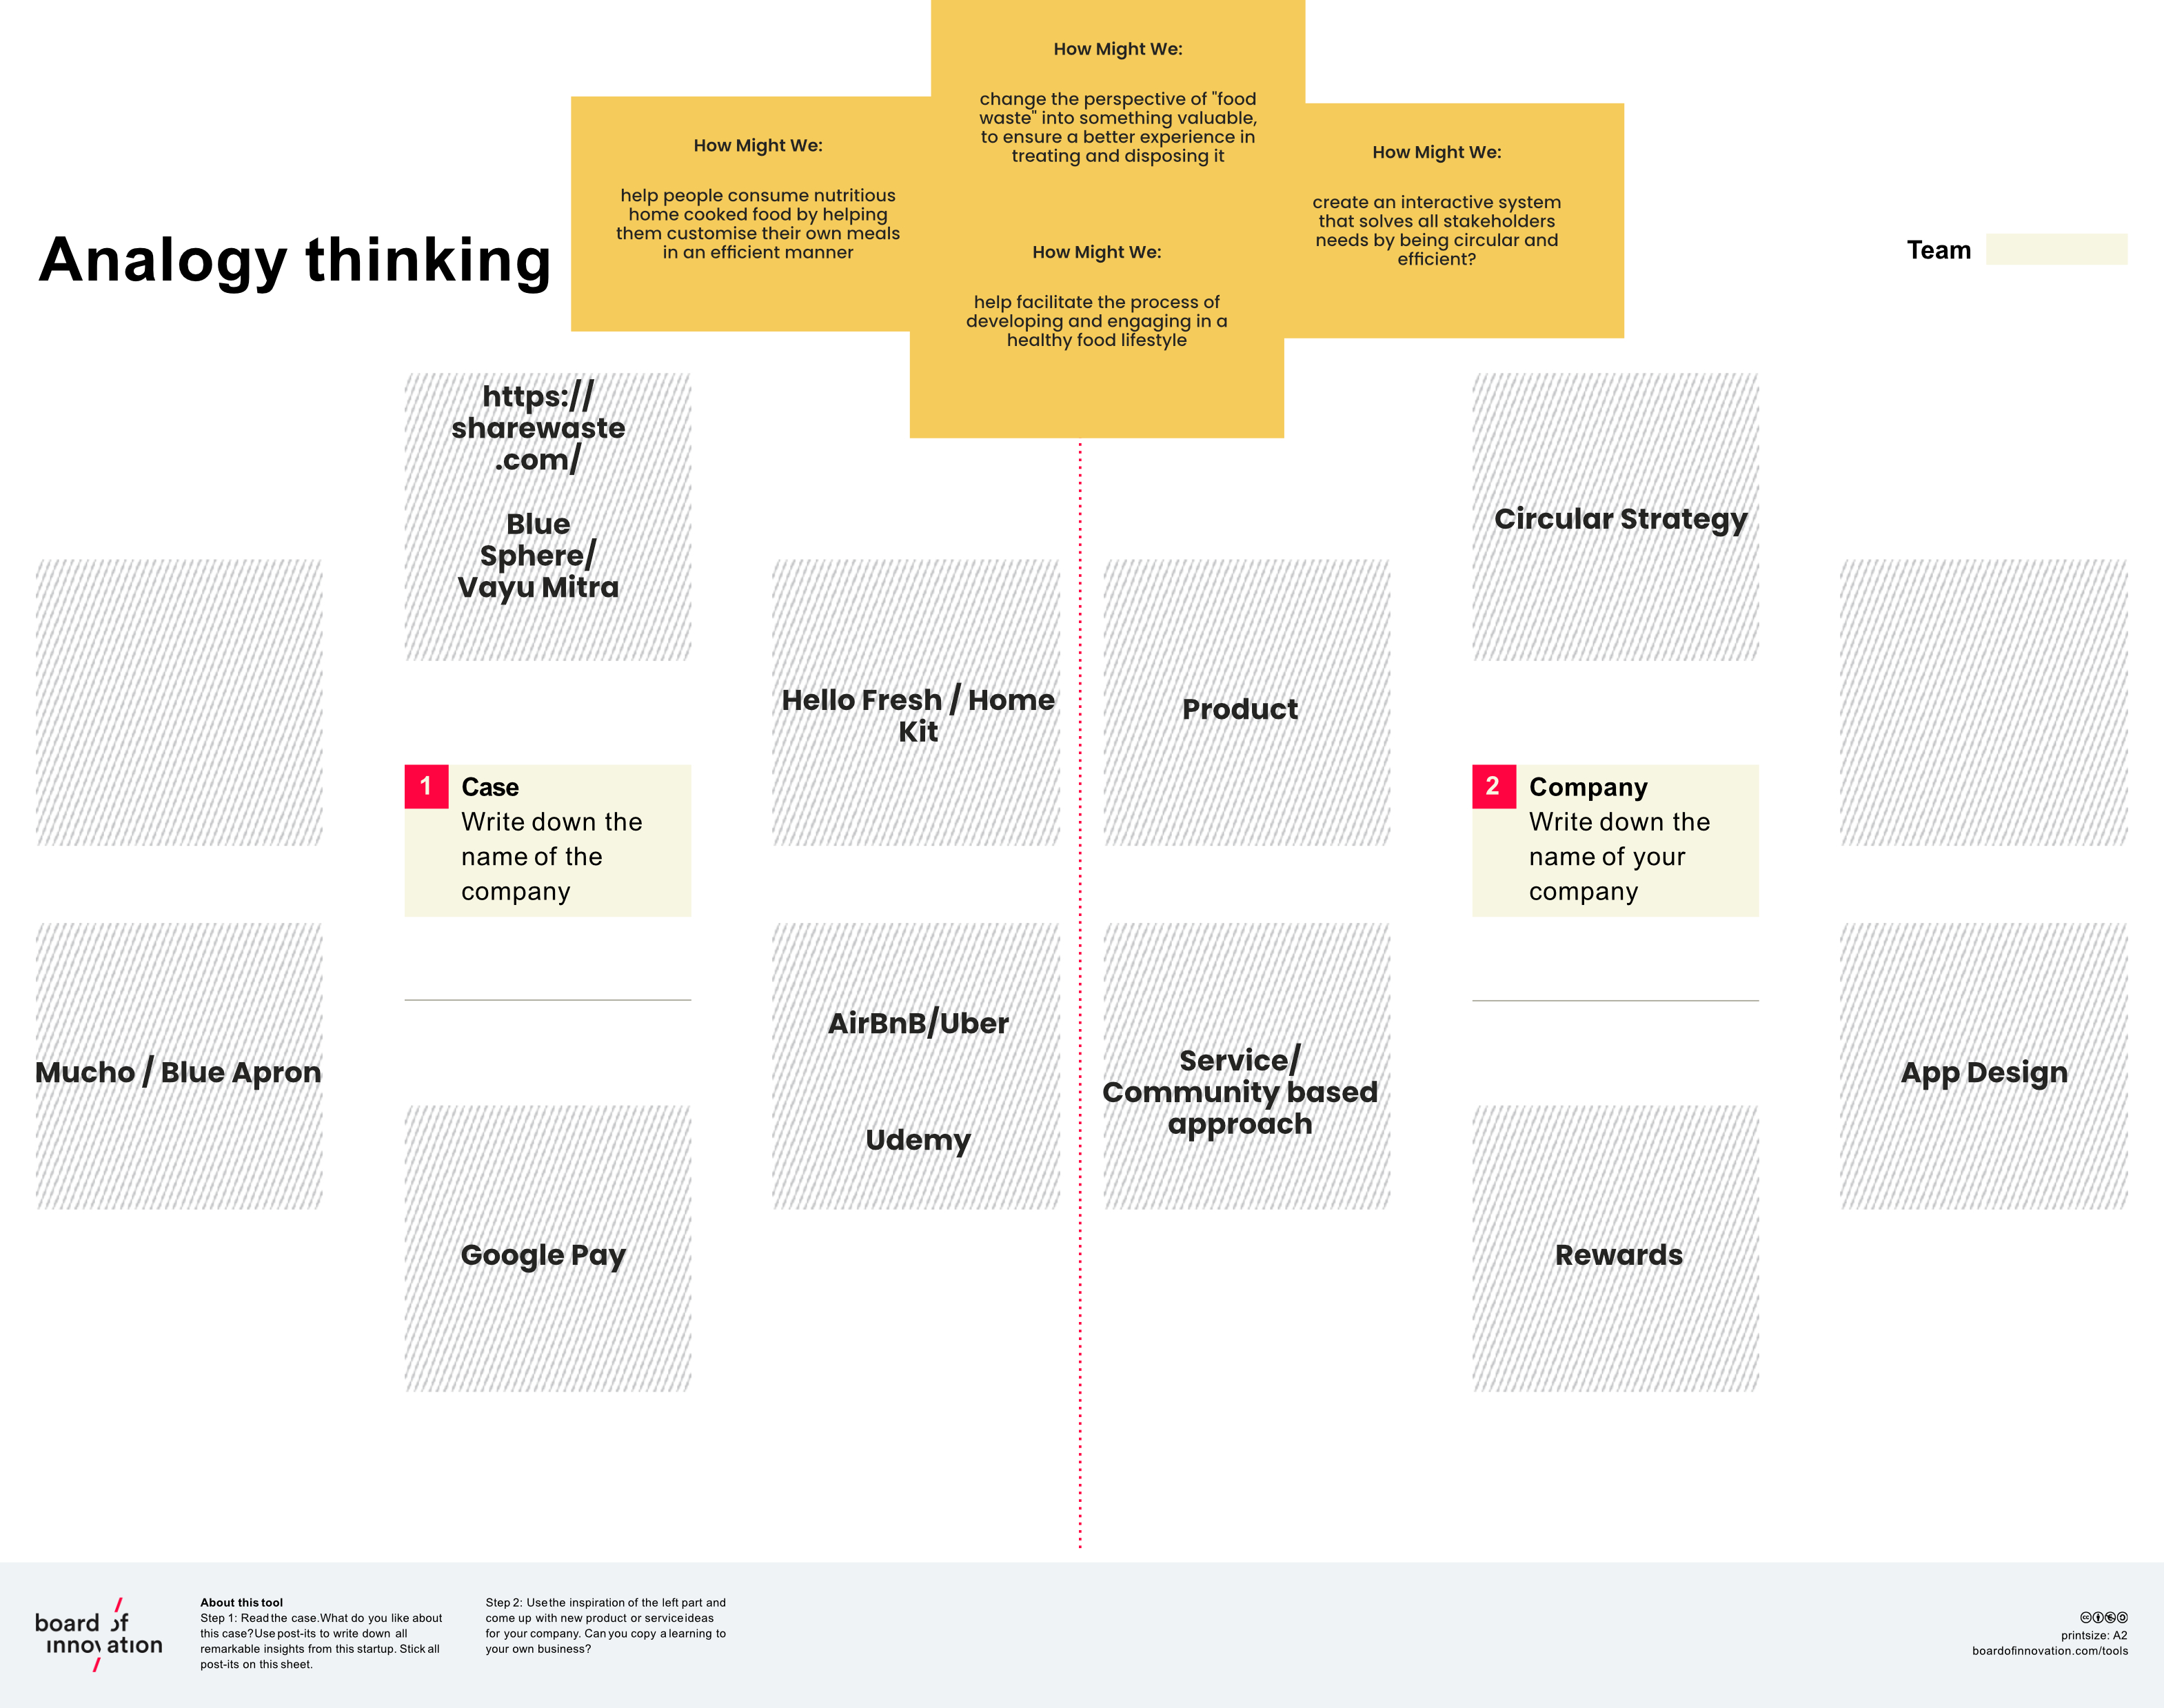 How Might We:
change the perspective of "food
waste" into something valuable,
to ensure a better experience in
treating and disposing it
How Might We:
help people consume nutritious
home cooked food by helping
them customise their own meals
in an efficient manner
How Might We:
create an interactive system
that solves all stakeholders
needs by being circular and
efficient?
How Might We:
help facilitate the process of
developing and engaging in a
healthy food lifestyle
Analogy thinking
Team
https://
sharewaste
.com/
Blue
Sphere/
Vayu Mitra
Circular Strategy
Hello Fresh / Home
Kit
Product
1 Case
Write down the
name of the
company
2 Company
Write down the
name of your
company
Mucho / Blue Apron
AirBnB/Uber
Udemy
Service/
Community based
approach
App Design
Google Pay
Rewards
board of
innovation
About this tool
Step 1: Read the case. What do you like about
this case? Use post-its to write down all
remarkable insights from this startup. Stick all
post-its on this sheet.
Step 2: Use the inspiration of the left part and
come up with new product or service ideas
for your company. Can you copy a learning to
your own business?
printsize: A2
boardofinnovation.com/tools